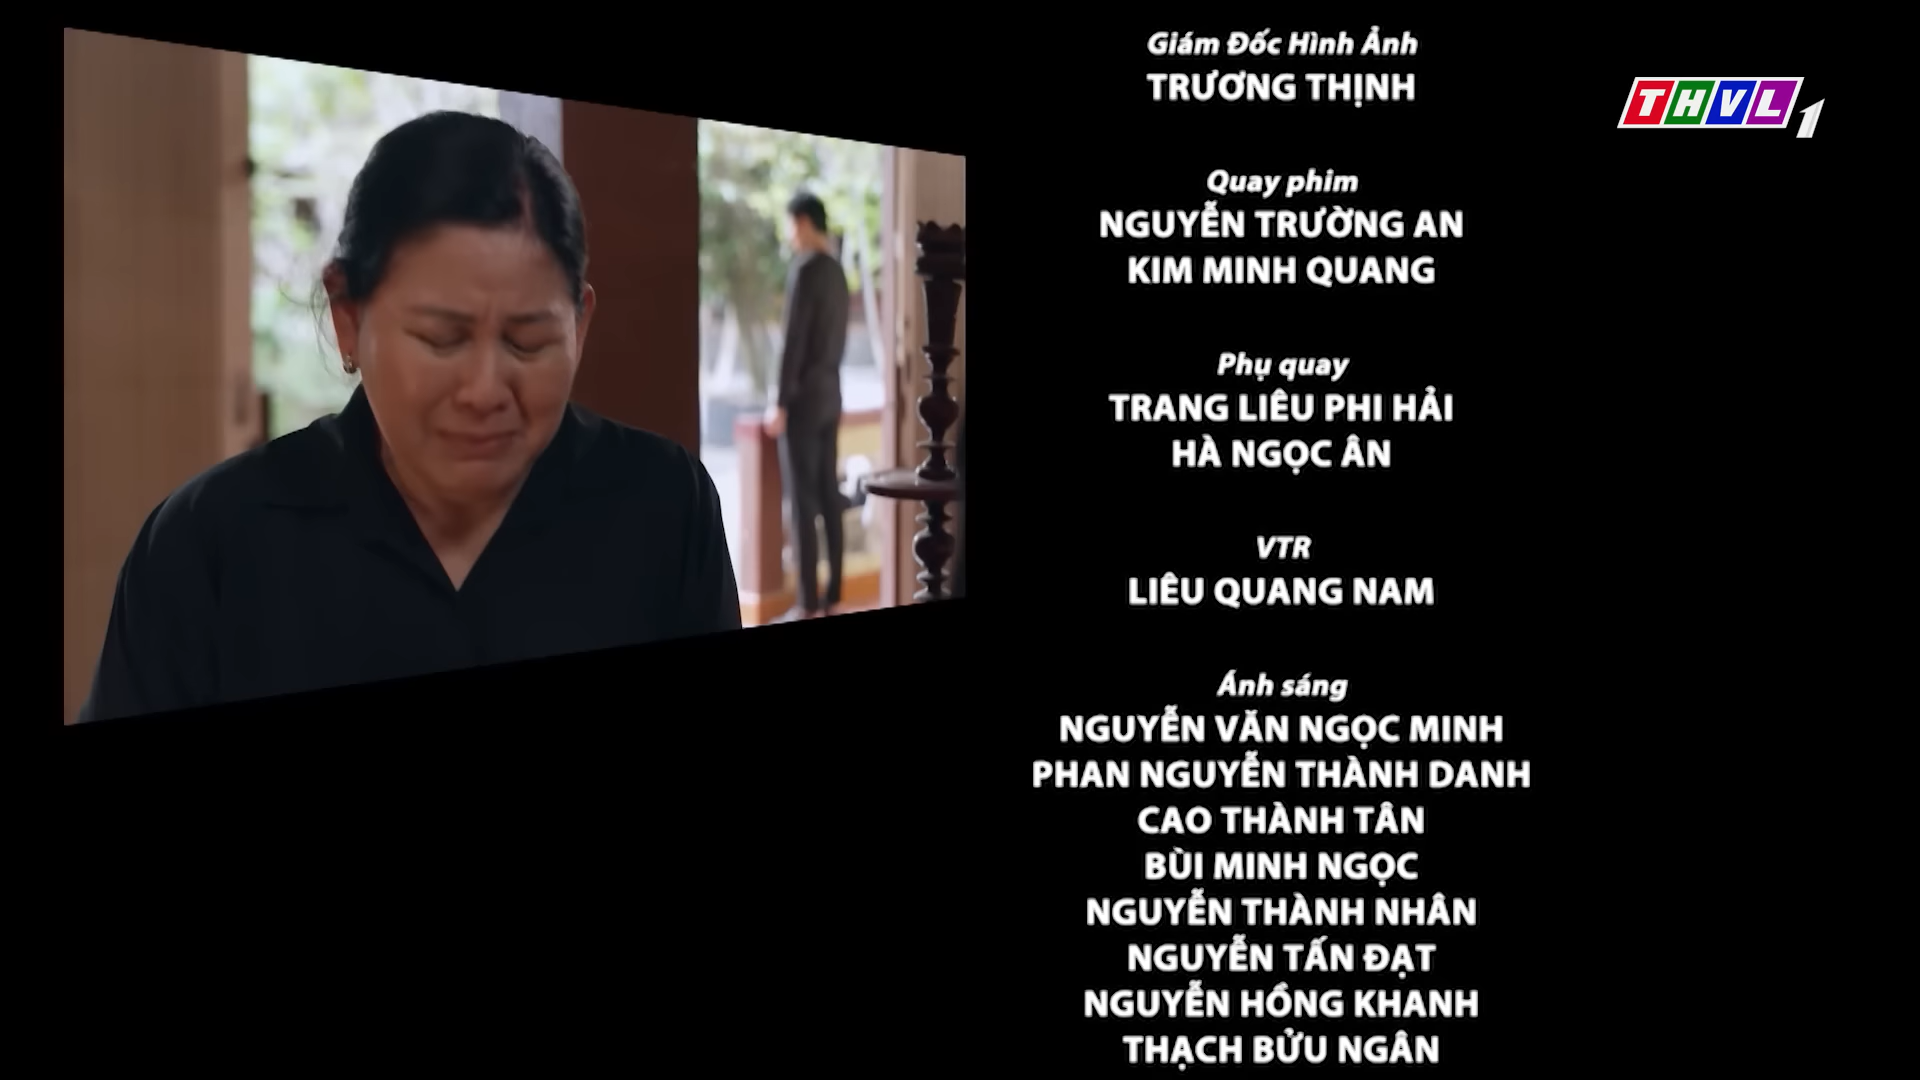 Giám Đốc Hình Ảnh
TRƯƠNG THỊNH
THVL1
Quay phim
NGUYỄN TRƯỜNG AN
KIM MINH QUANG
Phụ quay
TRANG LIÊU PHI HẢI
HÀ NGỌC ÂN
VTR
LIÊU QUANG NAM
Ánh sáng
NGUYỄN VĂN NGỌC MINH
PHAN NGUYỄN THÀNH DANH
CAO THÀNH TÂN
BÙI MINH NGỌC
NGUYỄN THÀNH NHÂN
NGUYỄN TẤN ĐẠT
NGUYỄN HỒNG KHANH
THẠCH BỬU NGÂN